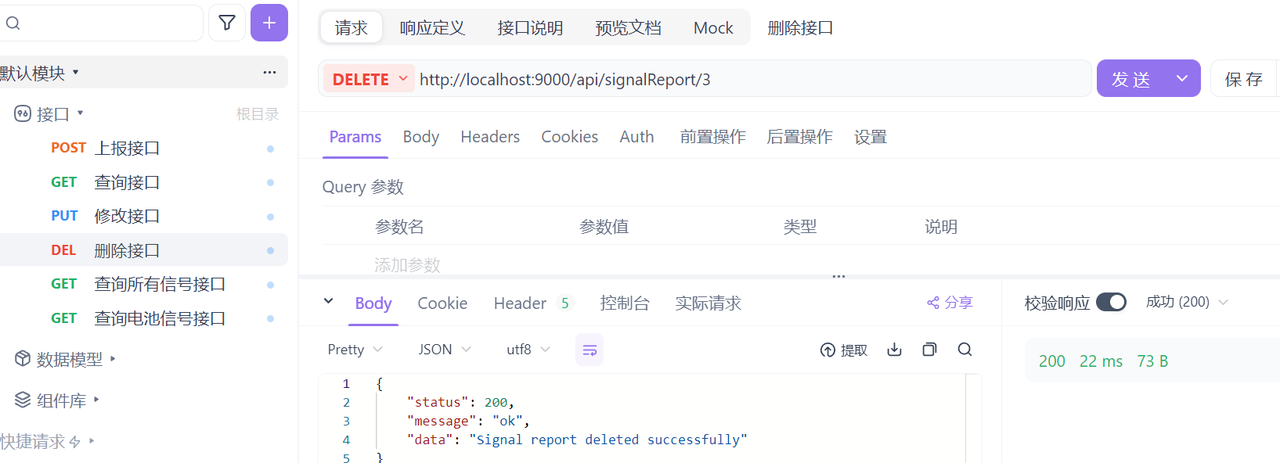 请求 响应定义 接口说明 预览文档 Mock 删除接口
默认模块
DELETE http://localhost:9000/api/signalReport/3 发 送 保 存
接口 根目录
Params Body Headers Cookies Auth 前置操作 后置操作 设置
POST 上报接口
GET 查询接口
Query 参数
PUT 修改接口
参数名 参数值 类型 说明
DEL 删除接口
添加参数
GET 查询所有信号接口
GET 查询电池信号接口
Body Cookie Header 5 控制台 实际请求 分享 校验响应 成功 (200)
数据模型
Pretty JSON utf8 提取
200 22 ms 73 B
组件库
快捷请求
1 {
2 "status": 200,
3 "message": "ok",
4 "data": "Signal report deleted successfully"
5 }